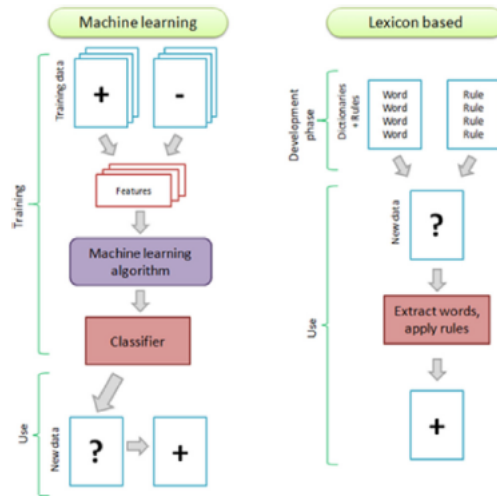 Machine learning
Lexicon based
Training data
+
-
Features
Machine learning
algorithm
Classifier
Training
Use
New data
?
+
Development
phase
Dictionaries
+ Rules
Word
Word
Word
Word
Rule
Rule
Rule
Rule
New data
?
Extract words,
apply rules
Use
+